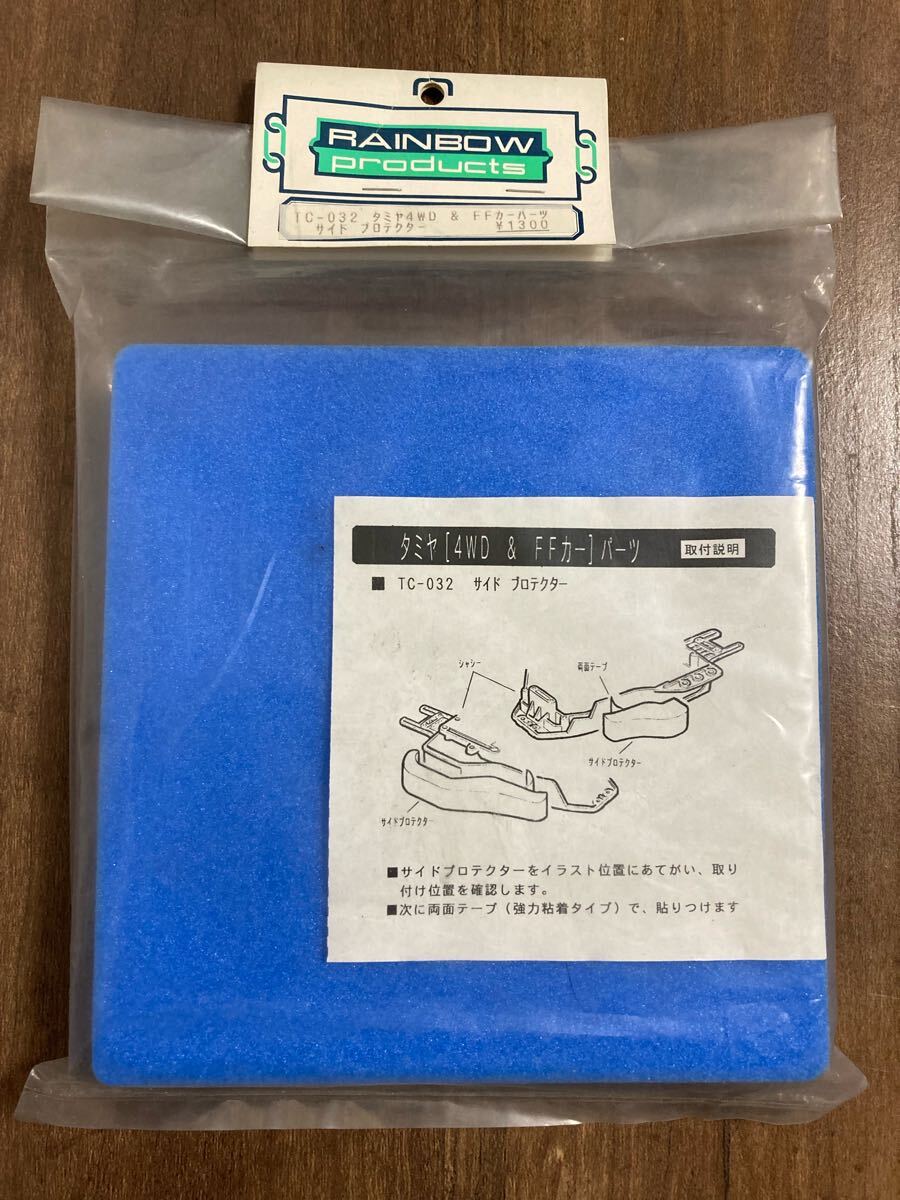 RAINBOW
products
TC-032 タミヤ4WD & FFカーパーツ
サイド プロテクター ¥1300
タミヤ[4WD & FFカー]パーツ 取付説明
■ TC-032 サイド プロテクター
シャシー
両面テープ
サイドプロテクター
サイドプロテクター
■サイドプロテクターをイラスト位置にあてがい、取り
付け位置を確認します。
■次に両面テープ(強力粘着タイプ)で、貼りつけます